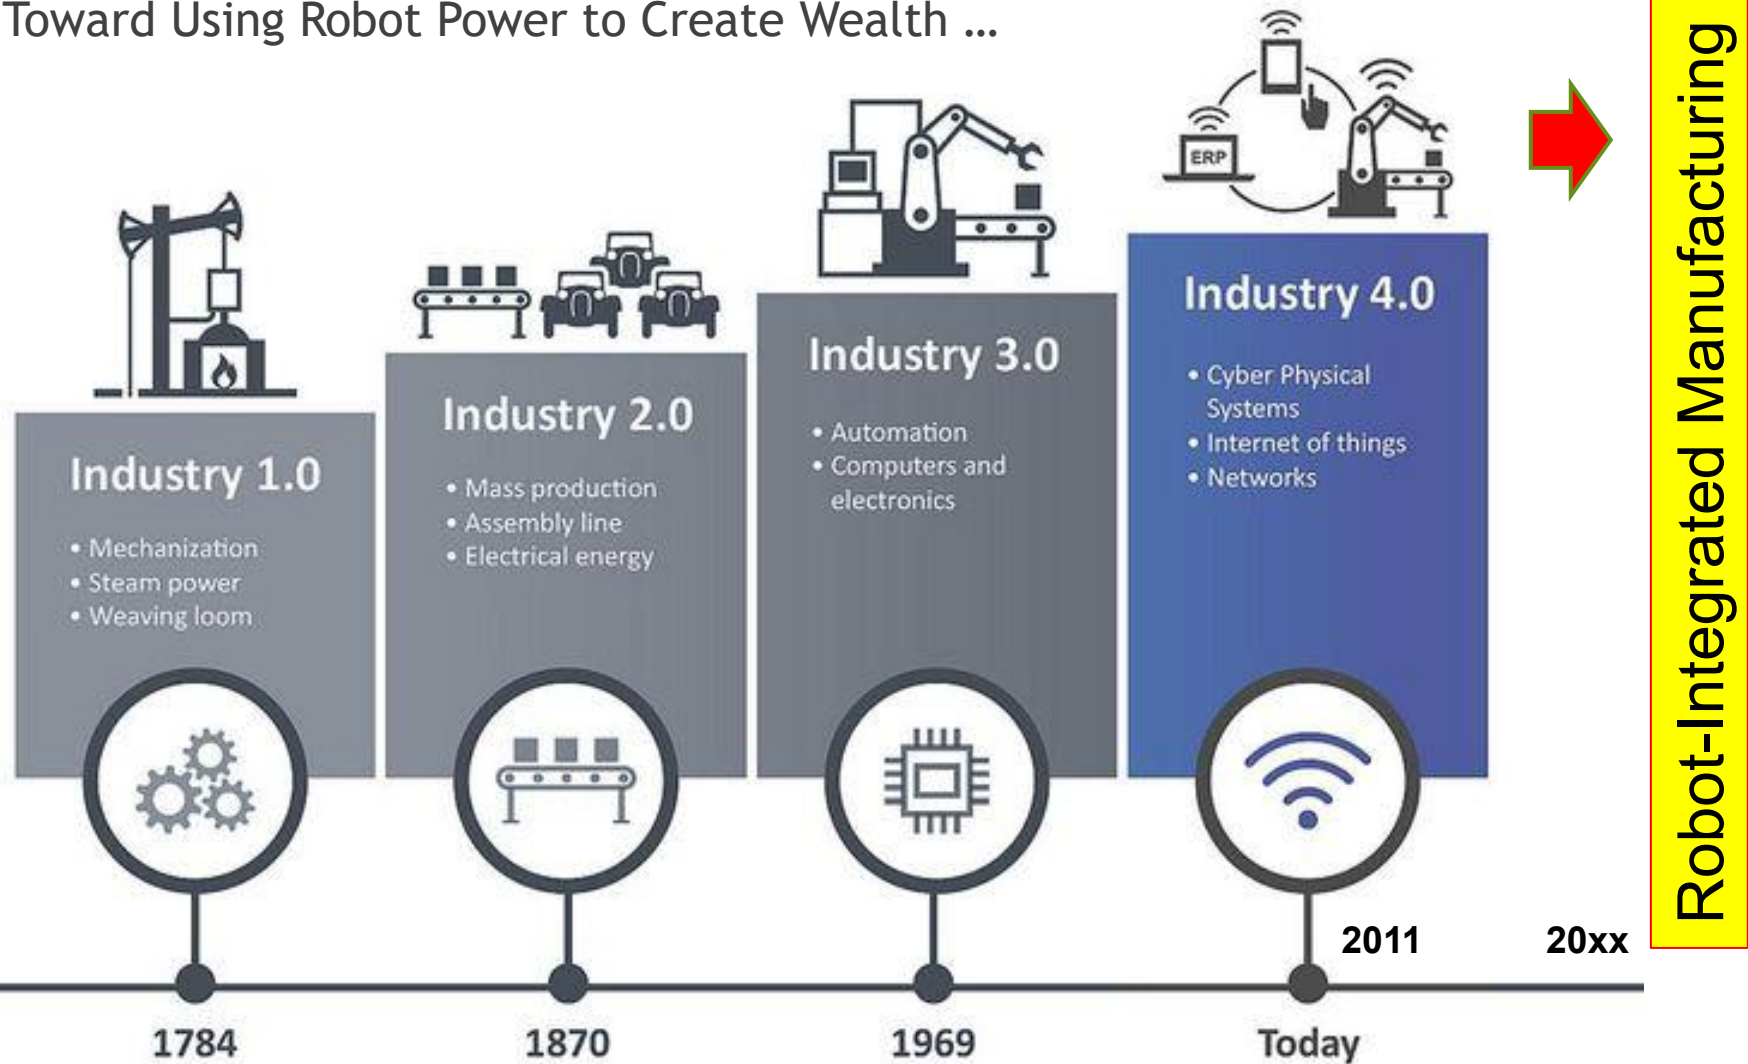 Toward Using Robot Power to Create Wealth ...
ERP
Industry 1.0
• Mechanization
• Steam power
• Weaving loom
Industry 2.0
• Mass production
• Assembly line
• Electrical energy
Industry 3.0
• Automation
• Computers and
electronics
Industry 4.0
• Cyber Physical
Systems
• Internet of things
• Networks
2011
20xx
1784
1870
1969
Today
Robot-Integrated Manufacturing